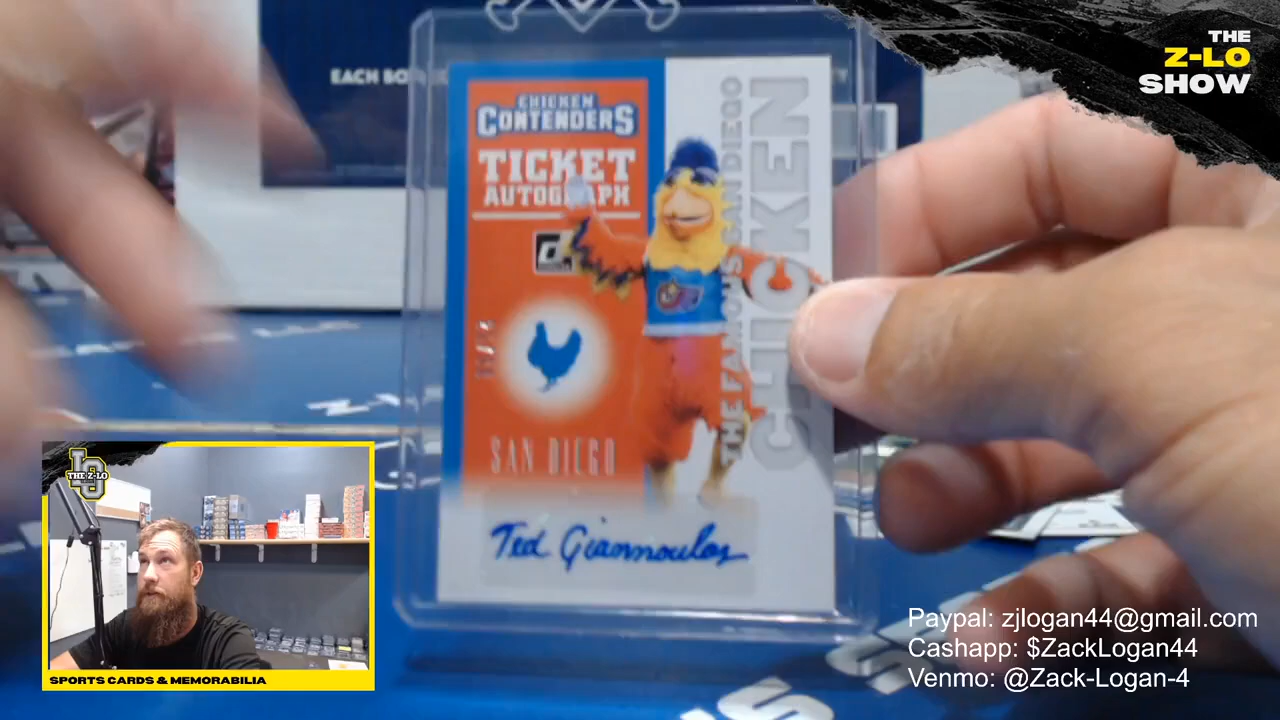 THE
Z-LO
SHOW
EACH BO
CHICKEN
CONTENDERS
TICKET
AUTOGRAPH
THE FAMOUS SAN DIEGO
CHICKEN
SAN DIEGO
Ted Giannoulas
THE Z-LO
SPORTS CARDS & MEMORABILIA
Paypal: zjlogan44@gmail.com
Cashapp: $ZackLogan44
Venmo: @Zack-Logan-4